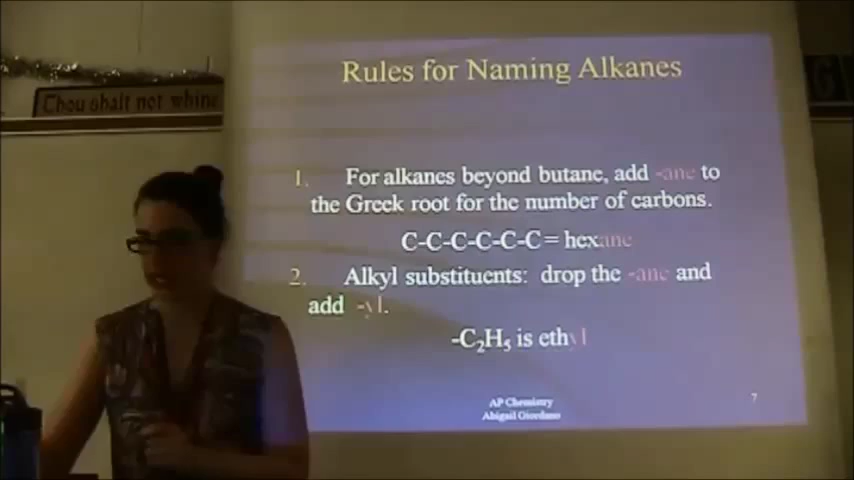 Thou shalt not whine
G
Rules for Naming Alkanes
1. For alkanes beyond butane, add -ane to
the Greek root for the number of carbons.
C-C-C-C-C-C = hexane
2. Alkyl substituents: drop the -ane and
add -yl.
-C₂H₅ is ethyl
AP Chemistry
Abigail Giordano
7